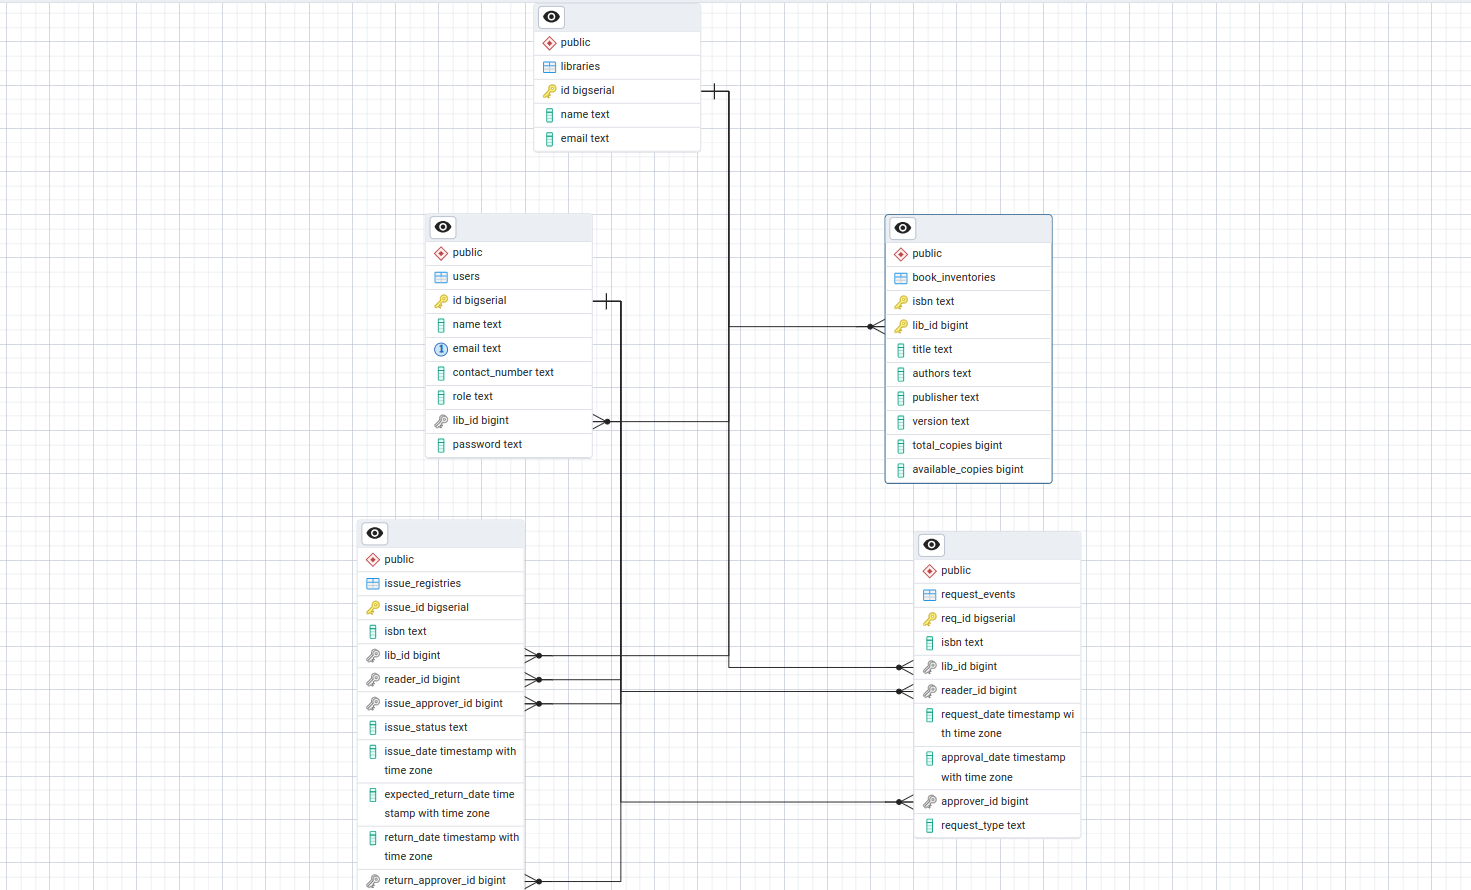 public
libraries
id bigserial
name text
email text
public
users
id bigserial
name text
1 email text
contact_number text
role text
lib_id bigint
password text
public
book_inventories
isbn text
lib_id bigint
title text
authors text
publisher text
version text
total_copies bigint
available_copies bigint
public
issue_registries
issue_id bigserial
isbn text
lib_id bigint
reader_id bigint
issue_approver_id bigint
issue_status text
issue_date timestamp with
time zone
expected_return_date time
stamp with time zone
return_date timestamp with
time zone
return_approver_id bigint
public
request_events
req_id bigserial
isbn text
lib_id bigint
reader_id bigint
request_date timestamp wi
th time zone
approval_date timestamp
with time zone
approver_id bigint
request_type text